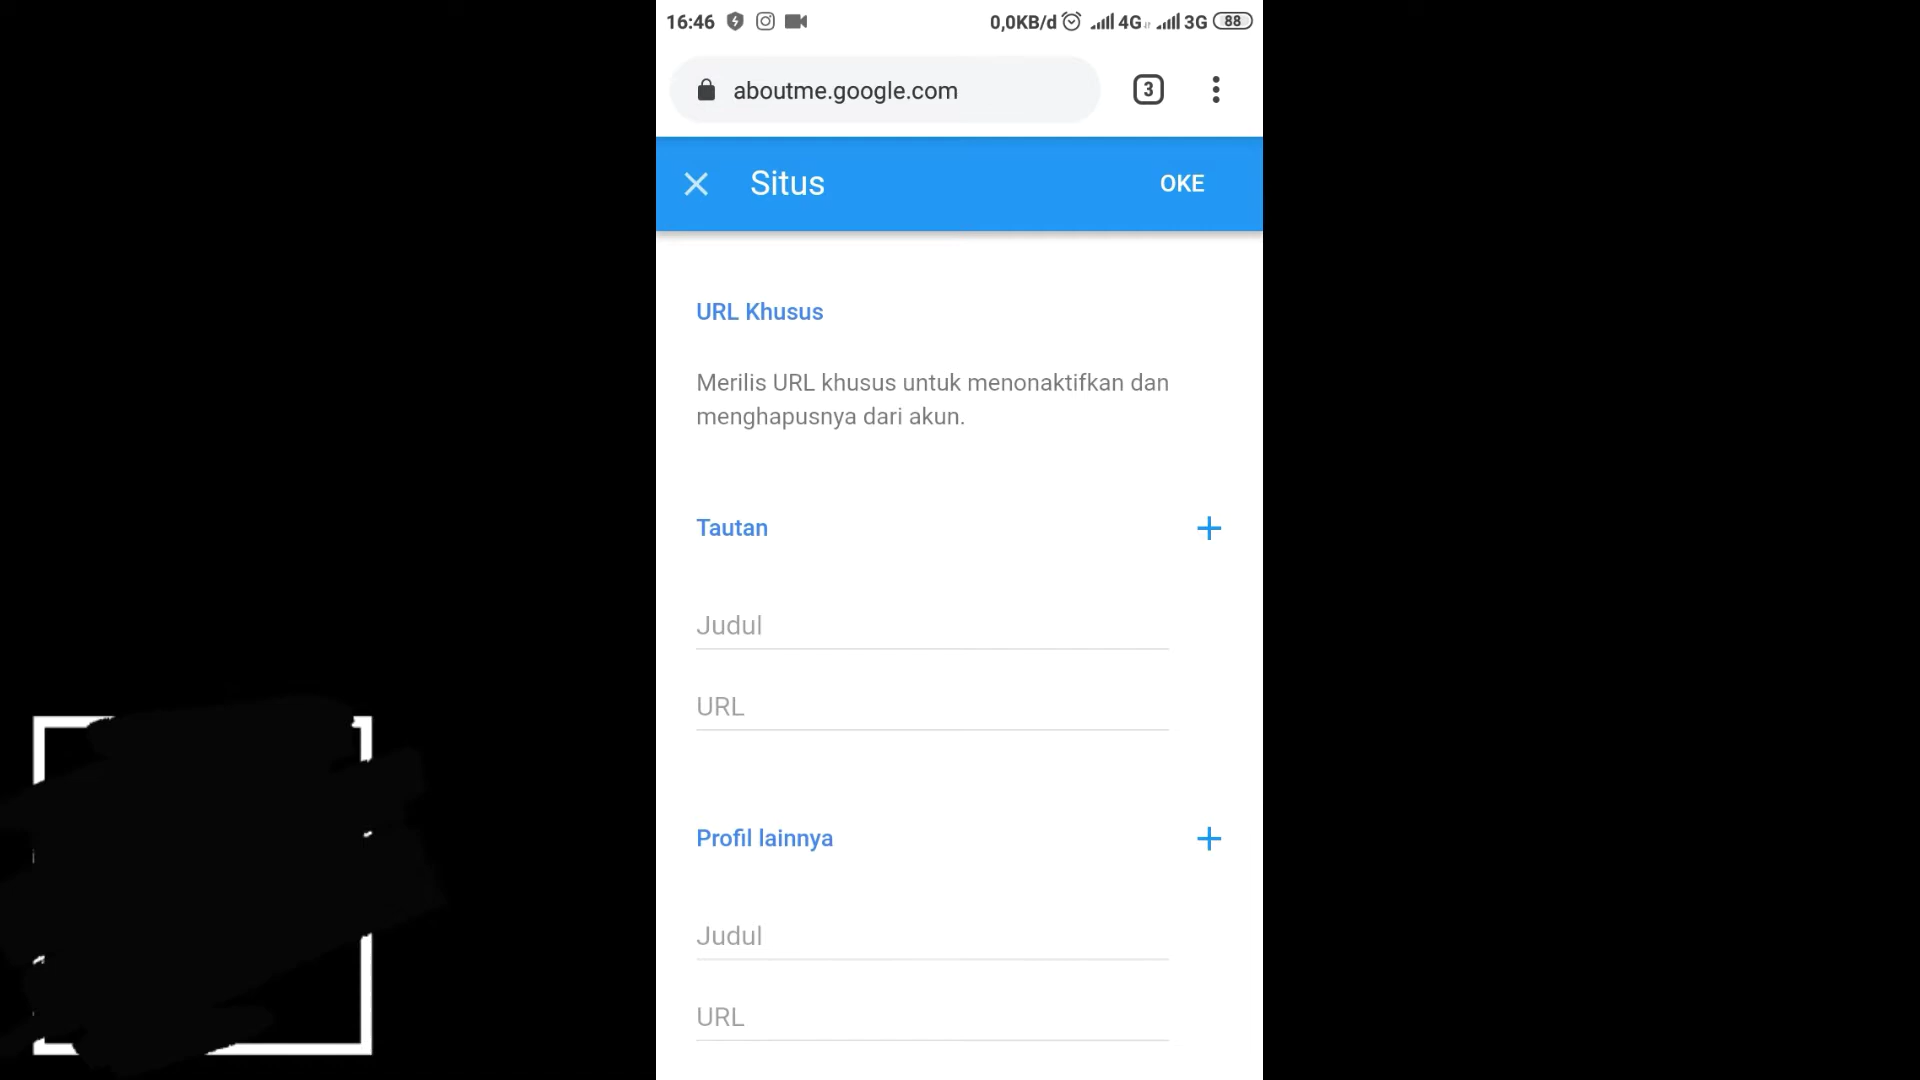 16:46 0,0KB/d 4G 3G 88
aboutme.google.com 3
Situs OKE
URL Khusus
Merilis URL khusus untuk menonaktifkan dan
menghapusnya dari akun.
Tautan
Judul
URL
Profil lainnya
Judul
URL